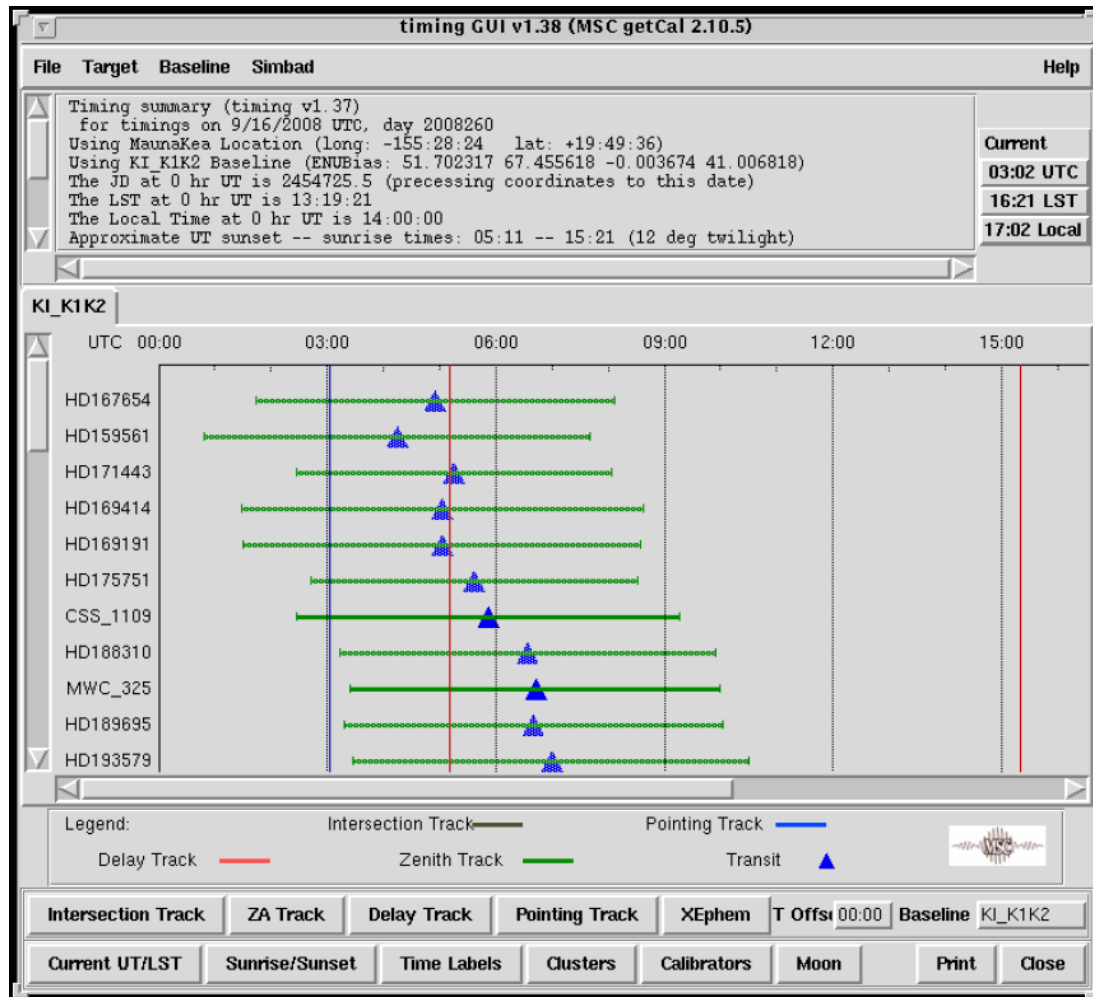 timing GUI v1.38 (MSC getCal 2.10.5)
File Target Baseline Simbad Help
Timing summary (timing v1.37)
for timings on 9/16/2008 UTC, day 2008260
Using MaunaKea Location (long: -155:28:24 lat: +19:49:36)
Using KI_K1K2 Baseline (ENUBias: 51.702317 67.455618 -0.003674 41.006818)
The JD at 0 hr UT is 2454725.5 (precessing coordinates to this date)
The LST at 0 hr UT is 13:19:21
The Local Time at 0 hr UT is 14:00:00
Approximate UT sunset -- sunrise times: 05:11 -- 15:21 (12 deg twilight)
Current
03:02 UTC
16:21 LST
17:02 Local
KI_K1K2
UTC 00:00 03:00 06:00 09:00 12:00 15:00
HD167654
HD159561
HD171443
HD169414
HD169191
HD175751
CSS_1109
HD188310
MWC_325
HD189695
HD193579
Legend: Intersection Track Pointing Track
Delay Track Zenith Track Transit
MSC
Intersection Track ZA Track Delay Track Pointing Track XEphem T Offse 00:00 Baseline KI_K1K2
Current UT/LST Sunrise/Sunset Time Labels Clusters Calibrators Moon Print Close